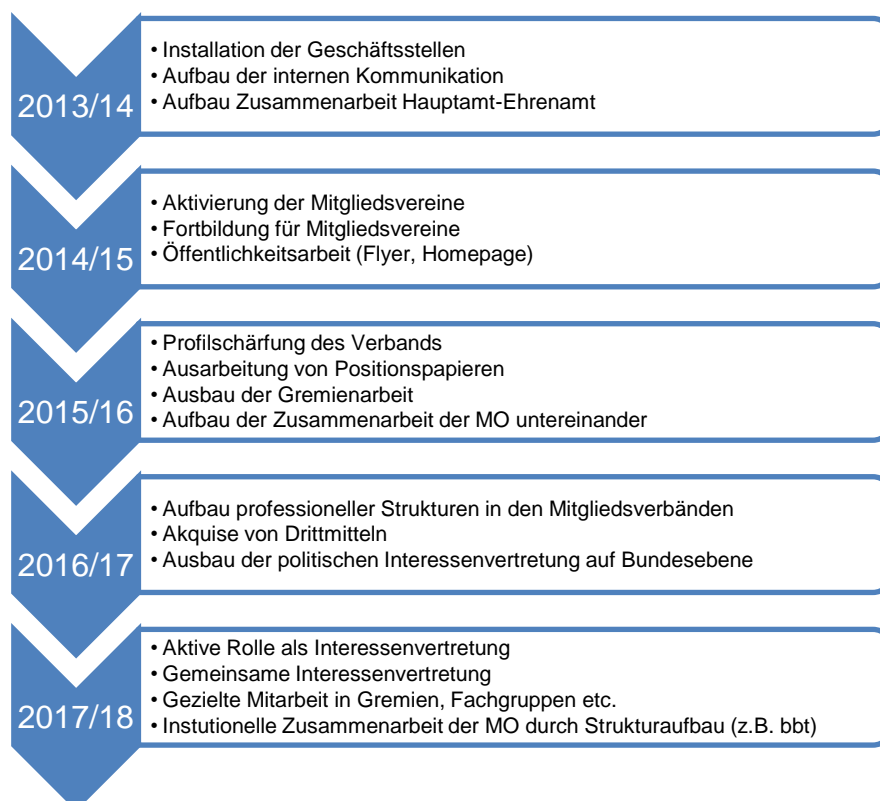 2013/14
• Installation der Geschäftsstellen
• Aufbau der internen Kommunikation
• Aufbau Zusammenarbeit Hauptamt-Ehrenamt
2014/15
• Aktivierung der Mitgliedsvereine
• Fortbildung für Mitgliedsvereine
• Öffentlichkeitsarbeit (Flyer, Homepage)
2015/16
• Profilschärfung des Verbands
• Ausarbeitung von Positionspapieren
• Ausbau der Gremienarbeit
• Aufbau der Zusammenarbeit der MO untereinander
2016/17
• Aufbau professioneller Strukturen in den Mitgliedsverbänden
• Akquise von Drittmitteln
• Ausbau der politischen Interessenvertretung auf Bundesebene
2017/18
• Aktive Rolle als Interessenvertretung
• Gemeinsame Interessenvertretung
• Gezielte Mitarbeit in Gremien, Fachgruppen etc.
• Instutionelle Zusammenarbeit der MO durch Strukturaufbau (z.B. bbt)